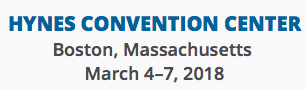 HYNES CONVENTION CENTER
Boston, Massachusetts
March 4–7, 2018